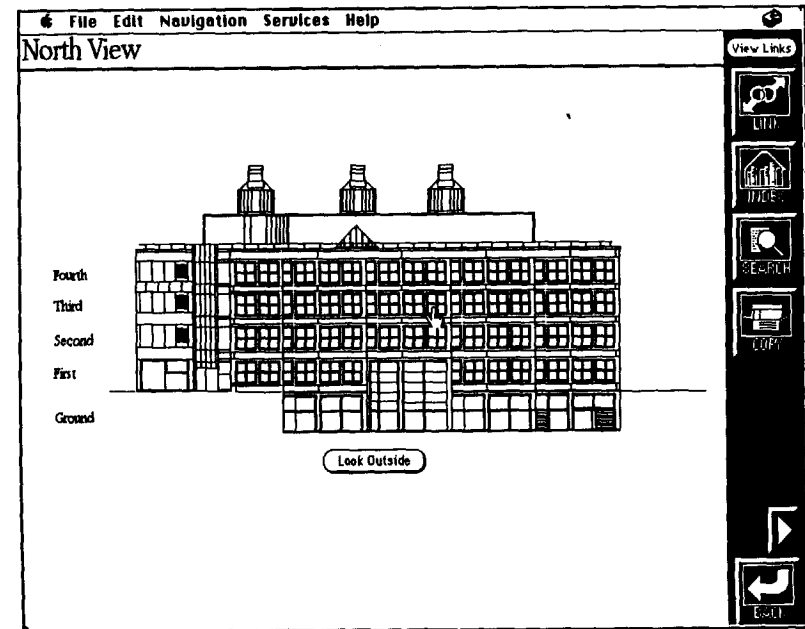 File Edit Navigation Services Help
North View
View Links
LINK
INDEX
SEARCH
COPY
Fourth
Third
Second
First
Ground
Look Outside
BACK